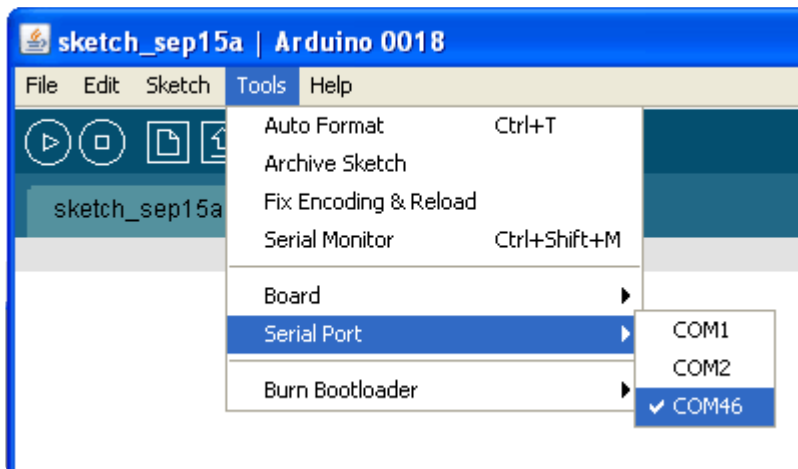 sketch_sep15a | Arduino 0018
File Edit Sketch Tools Help
Auto Format Ctrl+T
Archive Sketch
sketch_sep15a
Fix Encoding & Reload
Serial Monitor Ctrl+Shift+M
Board
Serial Port
Burn Bootloader
COM1
COM2
COM46